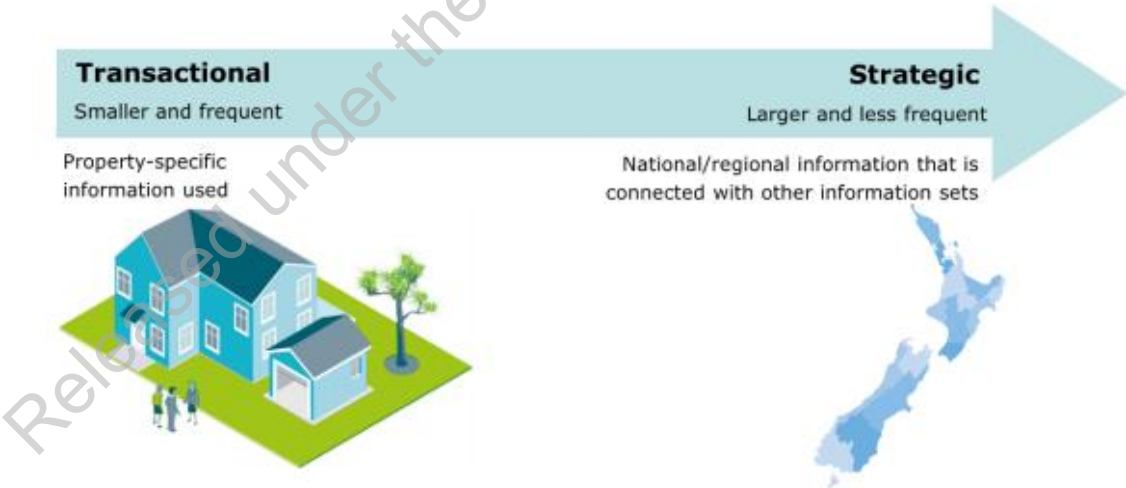 Transactional
Smaller and frequent
Strategic
Larger and less frequent
Property-specific
information used
National/regional information that is
connected with other information sets
Released under the